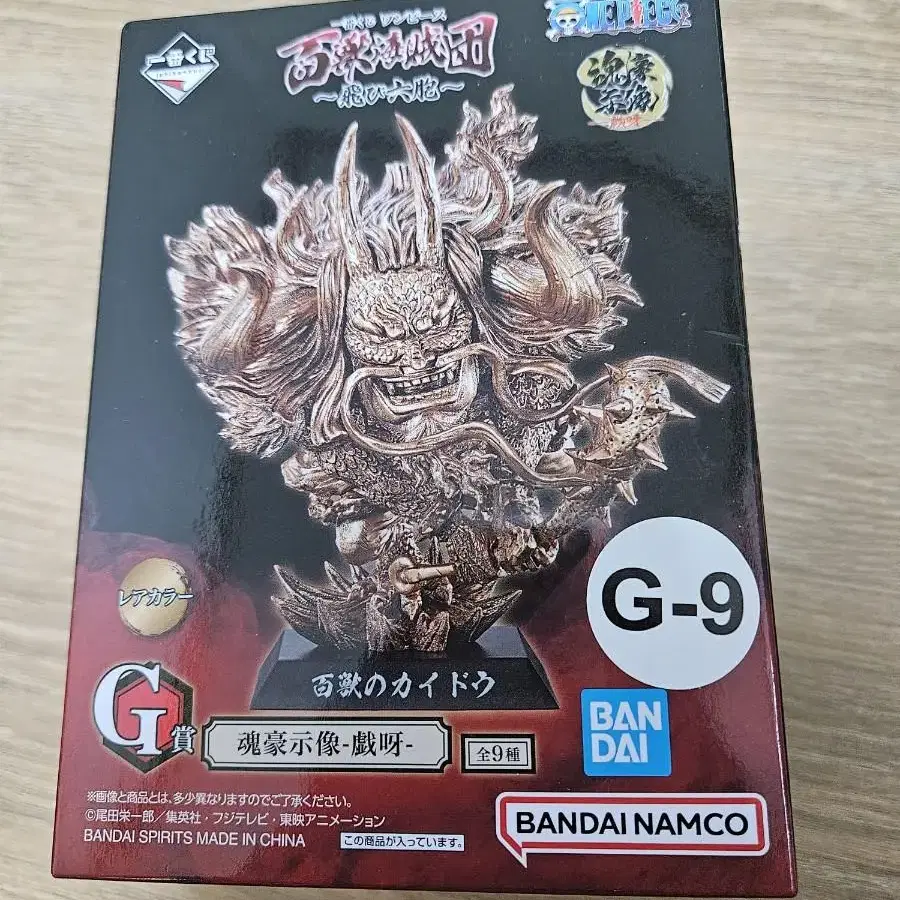 一番くじ
一番くじ ワンピース
百獣海賊団
～飛び六胞～
ONE PIECE
魂豪示像
-戯呀-
レアカラー
G-9
百獣のカイドウ
G賞
魂豪示像-戯呀-
全9種
BAN
DAI
※画像と商品とは、多少異なりますのでご了承ください。
©尾田栄一郎／集英社・フジテレビ・東映アニメーション
BANDAI SPIRITS MADE IN CHINA
この商品が入っています。
BANDAI NAMCO